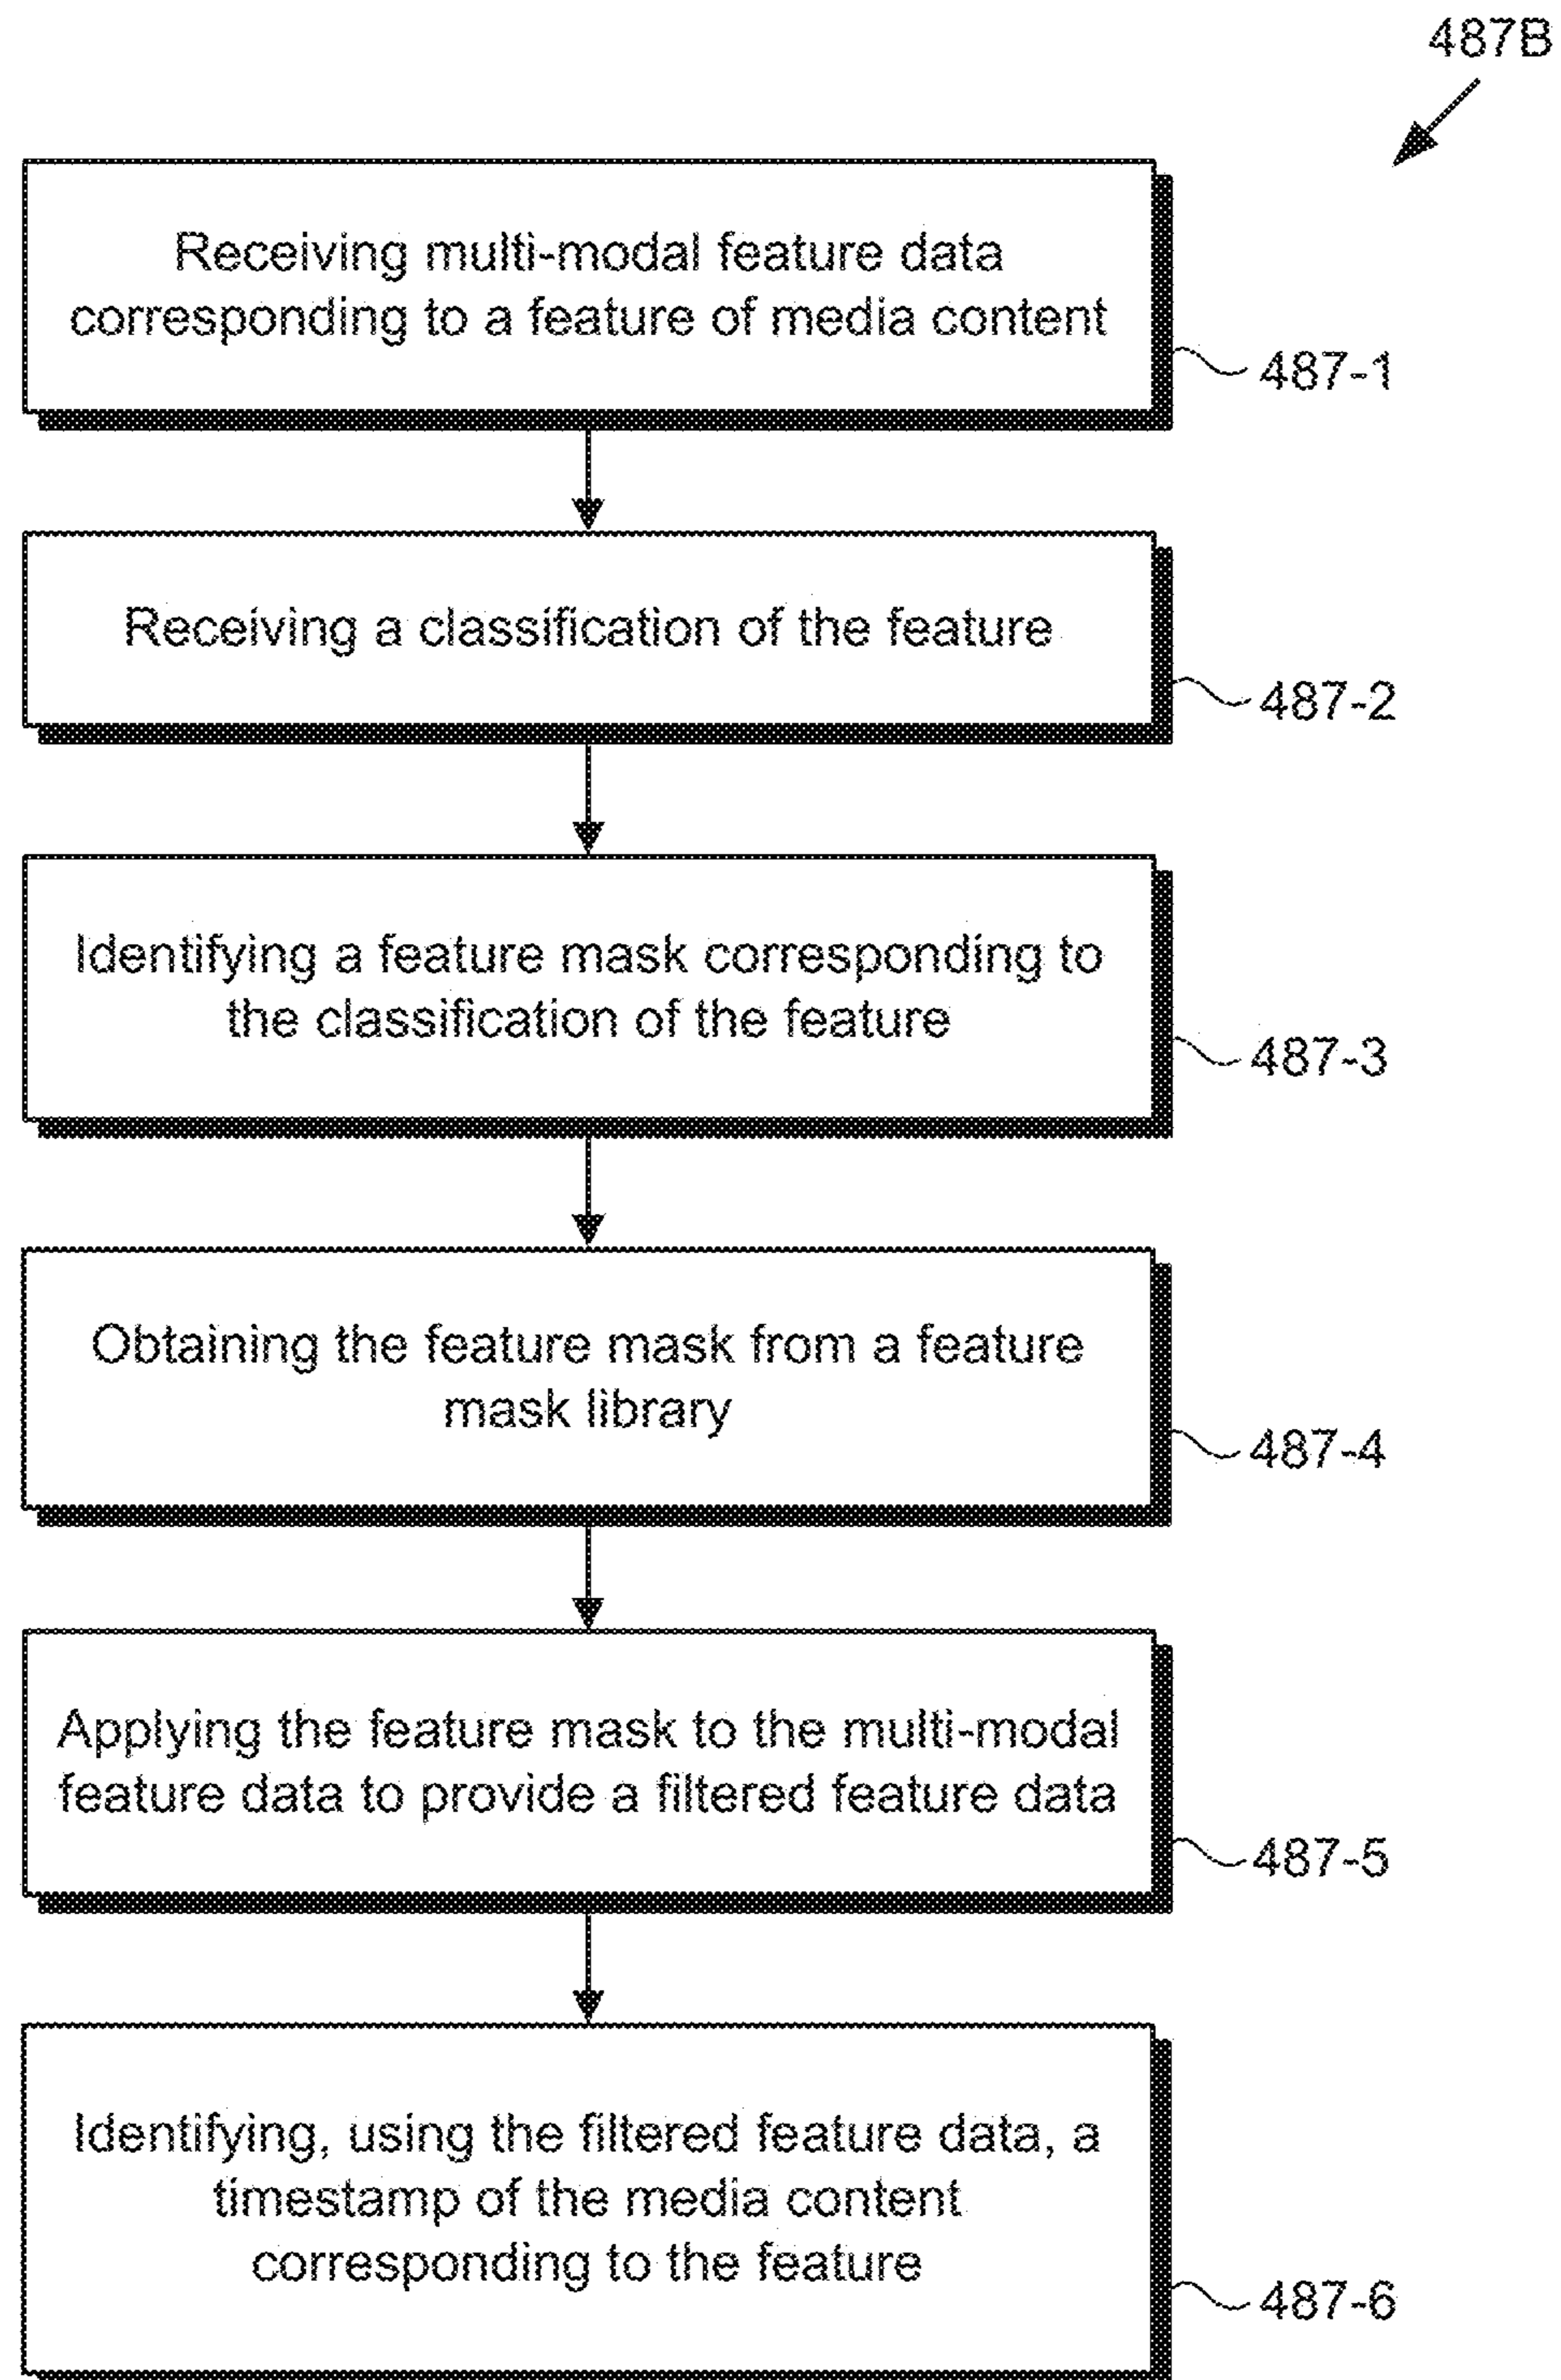 487B
Receiving multi-modal feature data
corresponding to a feature of media content
487-1
Receiving a classification of the feature
487-2
Identifying a feature mask corresponding to
the classification of the feature
487-3
Obtaining the feature mask from a feature
mask library
487-4
Applying the feature mask to the multi-modal
feature data to provide a filtered feature data
487-5
Identifying, using the filtered feature data, a
timestamp of the media content
corresponding to the feature
487-6